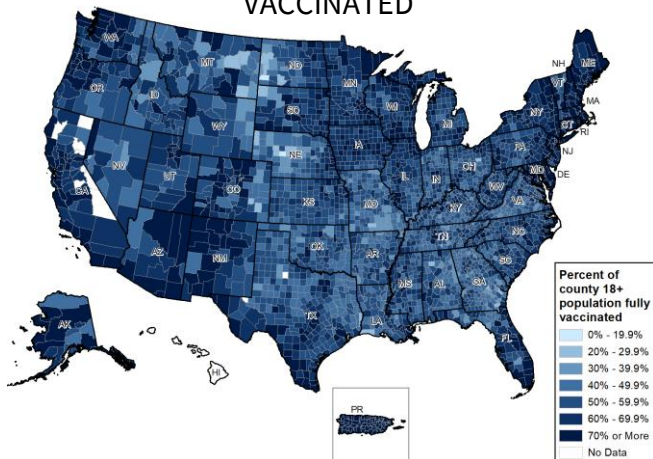 VACCINATED
WA
MT
ND
MN
OR
ID
WY
SD
WI
MI
NH
VT
ME
NY
MA
CT
RI
NV
UT
CO
NE
IA
IL
IN
OH
PA
NJ
MD
DE
CA
AZ
NM
KS
MO
KY
WV
VA
OK
AR
TN
NC
SC
TX
LA
MS
AL
GA
FL
AK
HI
PR
Percent of
county 18+
population fully
vaccinated
0% - 19.9%
20% - 29.9%
30% - 39.9%
40% - 49.9%
50% - 59.9%
60% - 69.9%
70% or More
No Data